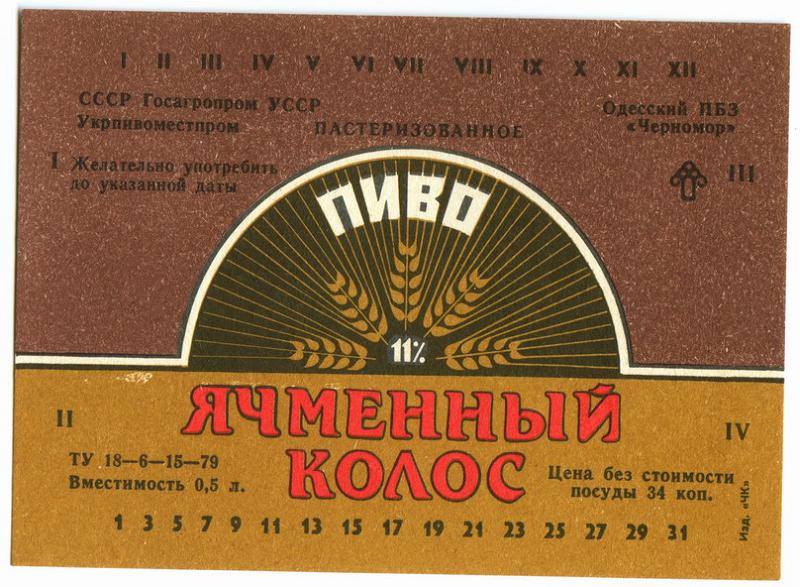 I II III IV V VI VII VIII IX X XI XII
СССР Госагропром УССР
Укрпивоместпром
ПАСТЕРИЗОВАННОЕ
Одесский ПБЗ
«Черномор»
I Желательно употребить
до указанной даты
III
ПИВО
11%
ЯЧМЕННЫЙ
КОЛОС
II
IV
ТУ 18—6—15—79
Вместимость 0,5 л.
Цена без стоимости
посуды 34 коп.
1 3 5 7 9 11 13 15 17 19 21 23 25 27 29 31
Изд. «ЧК»